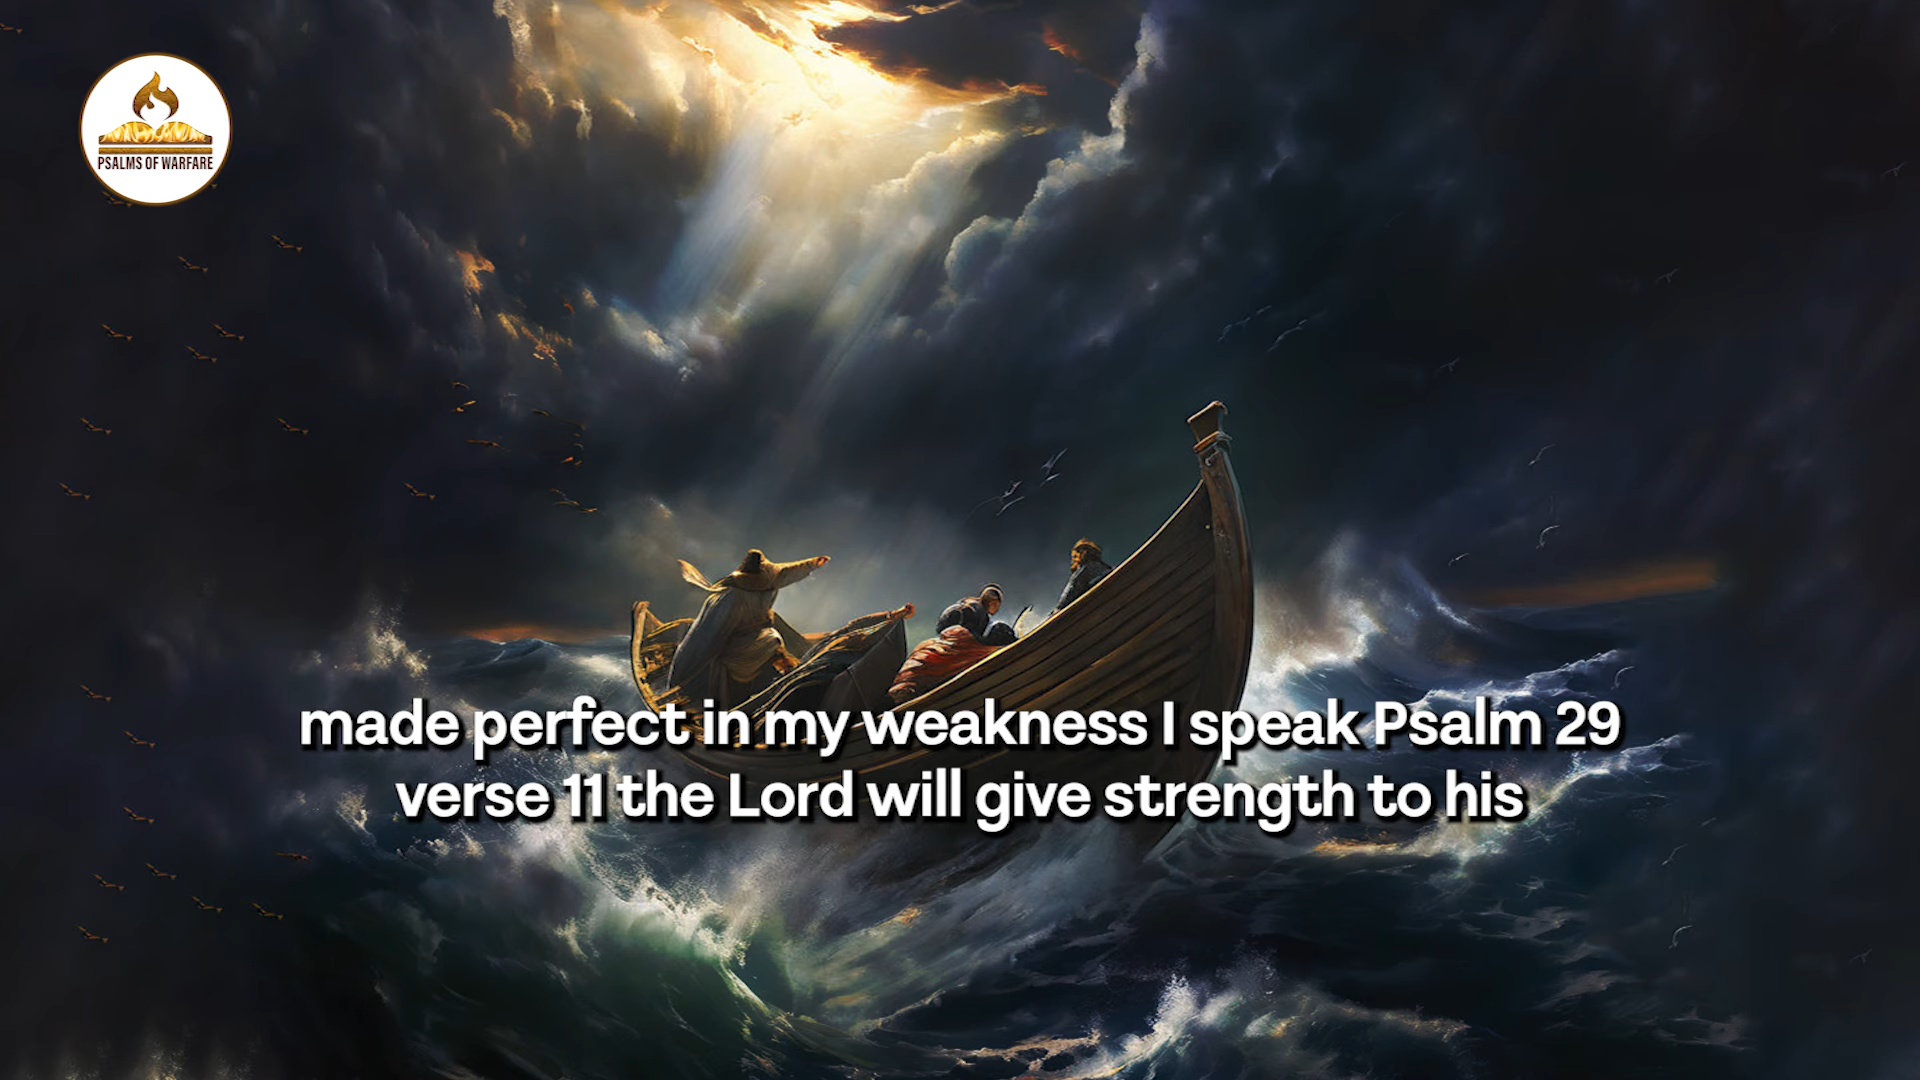 PSALMS OF WARFARE
made perfect in my weakness I speak Psalm 29
verse 11 the Lord will give strength to his